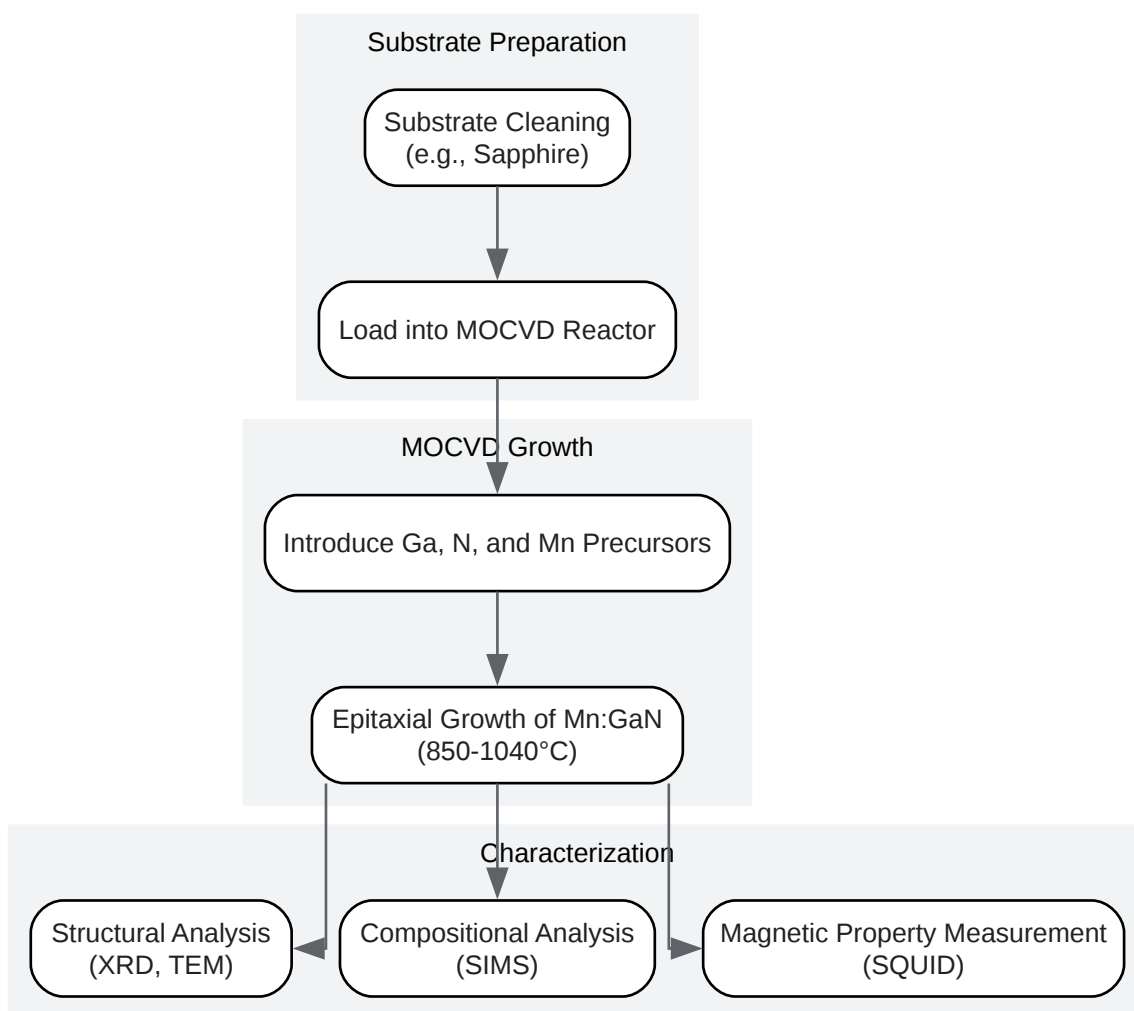 Substrate Preparation
Substrate Cleaning
(e.g., Sapphire)
Load into MOCVD Reactor
MOCVD Growth
Introduce Ga, N, and Mn Precursors
Epitaxial Growth of Mn:GaN
(850-1040°C)
Characterization
Structural Analysis
(XRD, TEM)
Compositional Analysis
(SIMS)
Magnetic Property Measurement
(SQUID)